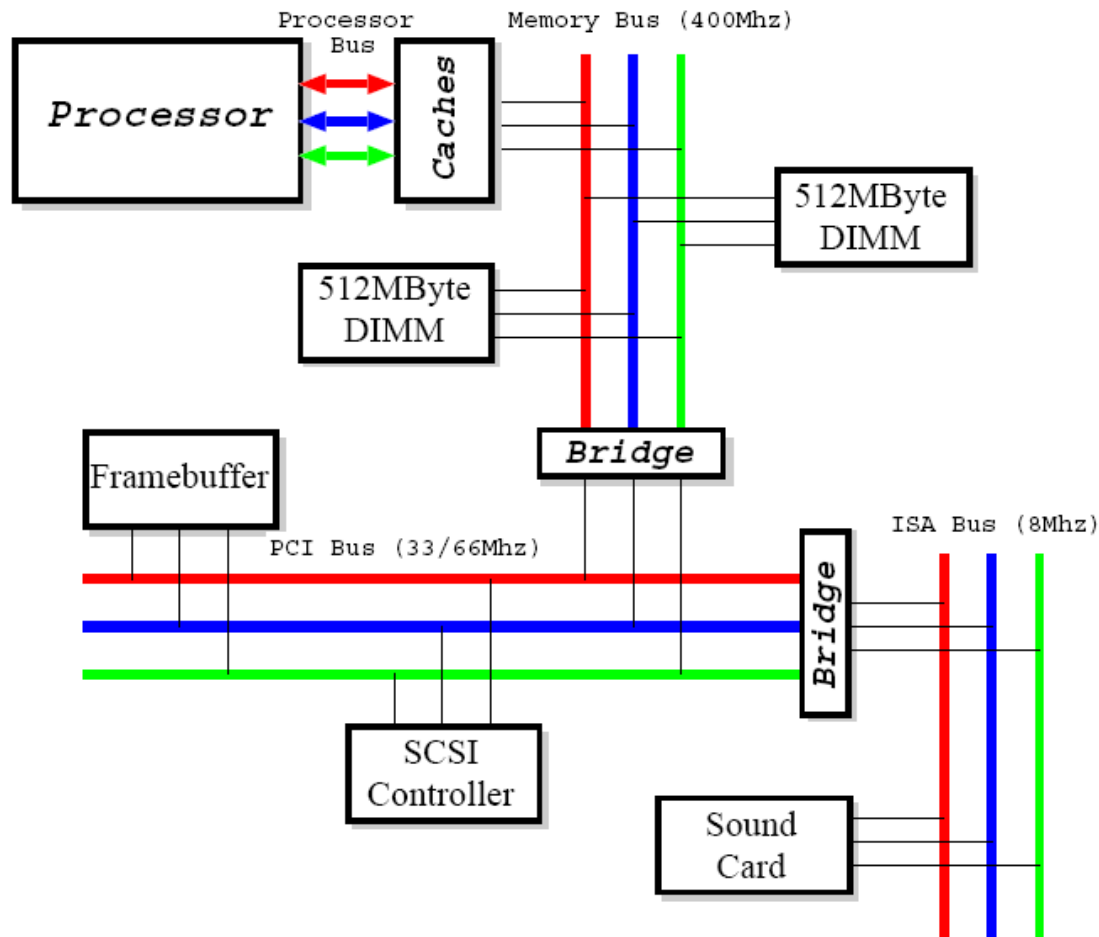 Processor
Bus
Memory Bus (400Mhz)
Processor
Caches
512MByte
DIMM
512MByte
DIMM
Bridge
Framebuffer
PCI Bus (33/66Mhz)
ISA Bus (8Mhz)
Bridge
SCSI
Controller
Sound
Card